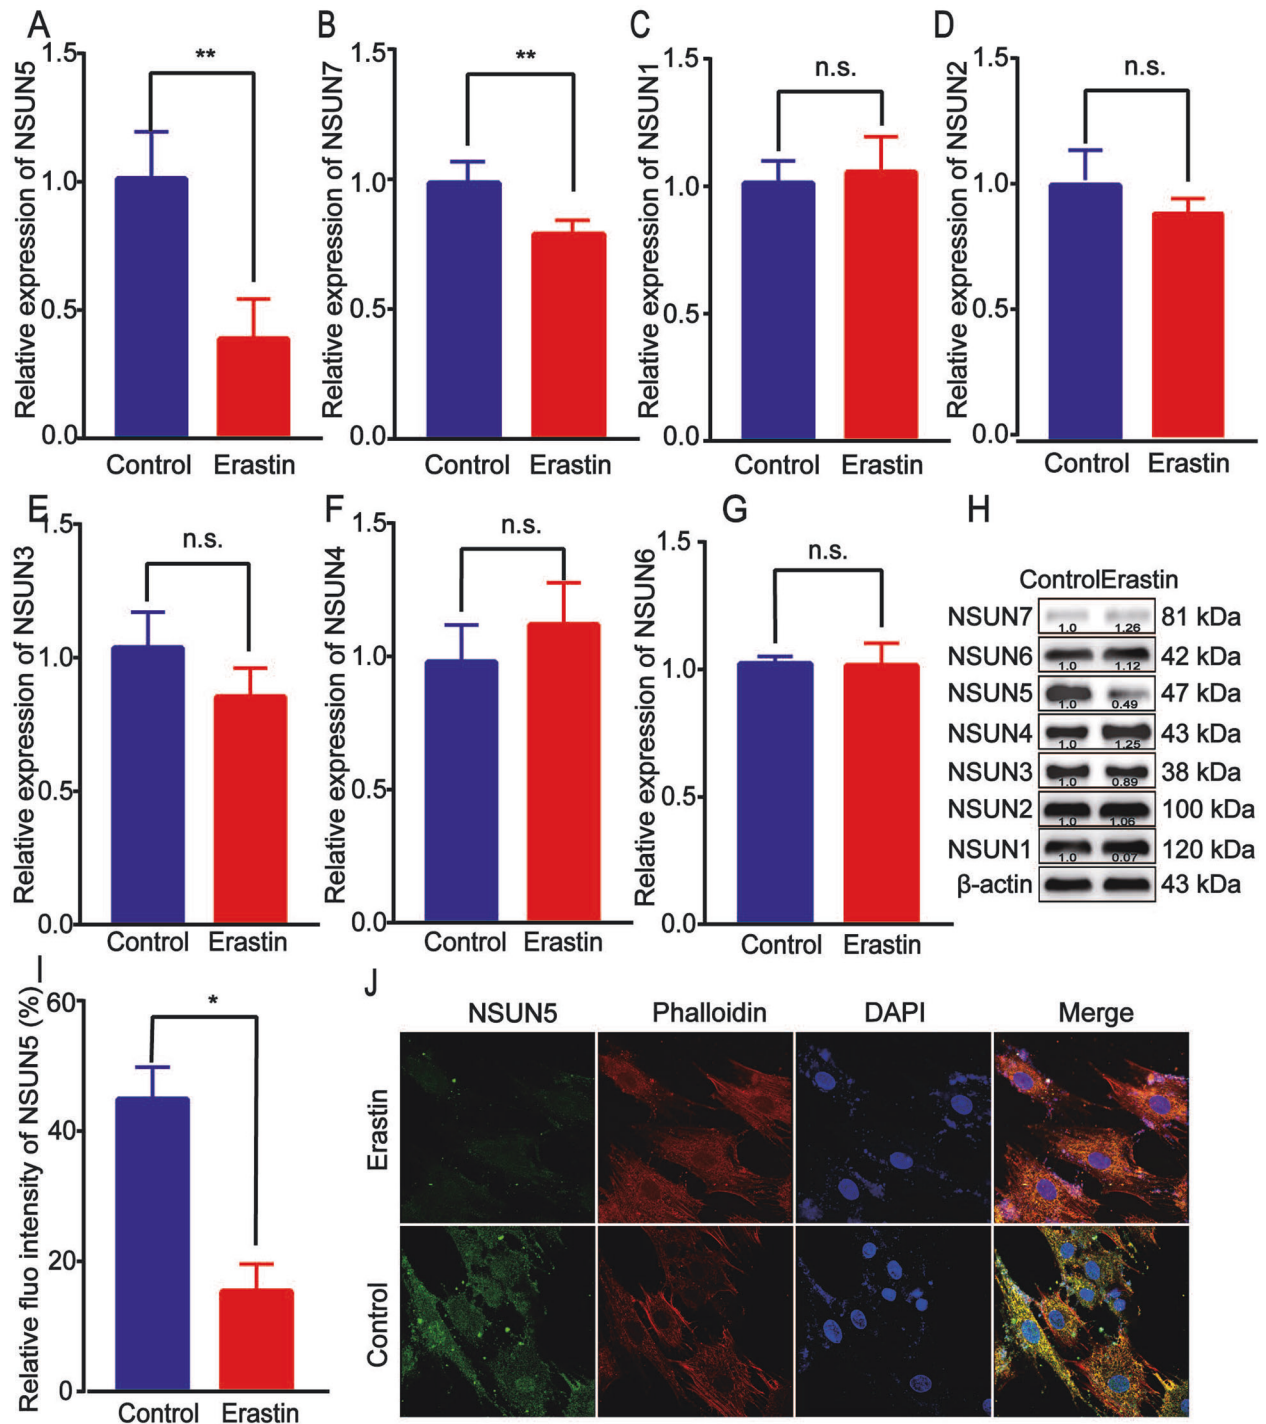 A
Relative expression of NSUN5
1.5
1.0
0.5
0.0
**
Control Erastin
B
Relative expression of NSUN7
1.5
1.0
0.5
0.0
**
Control Erastin
C
Relative expression of NSUN1
1.5
1.0
0.5
0.0
n.s.
Control Erastin
D
Relative expression of NSUN2
1.5
1.0
0.5
0.0
n.s.
Control Erastin
E
Relative expression of NSUN3
1.5
1.0
0.5
0.0
n.s.
Control Erastin
F
Relative expression of NSUN4
1.5
1.0
0.5
0.0
n.s.
Control Erastin
G
Relative expression of NSUN6
1.5
1.0
0.5
0.0
n.s.
Control Erastin
H
ControlErastin
NSUN7 1.0 1.26 81 kDa
NSUN6 1.0 1.12 42 kDa
NSUN5 1.0 0.49 47 kDa
NSUN4 1.0 1.25 43 kDa
NSUN3 1.0 0.89 38 kDa
NSUN2 1.0 1.06 100 kDa
NSUN1 1.0 0.07 120 kDa
β-actin 43 kDa
I
Relative fluo intensity of NSUN5 (%)
60
40
20
0
*
Control Erastin
J
NSUN5 Phalloidin DAPI Merge
Erastin
Control